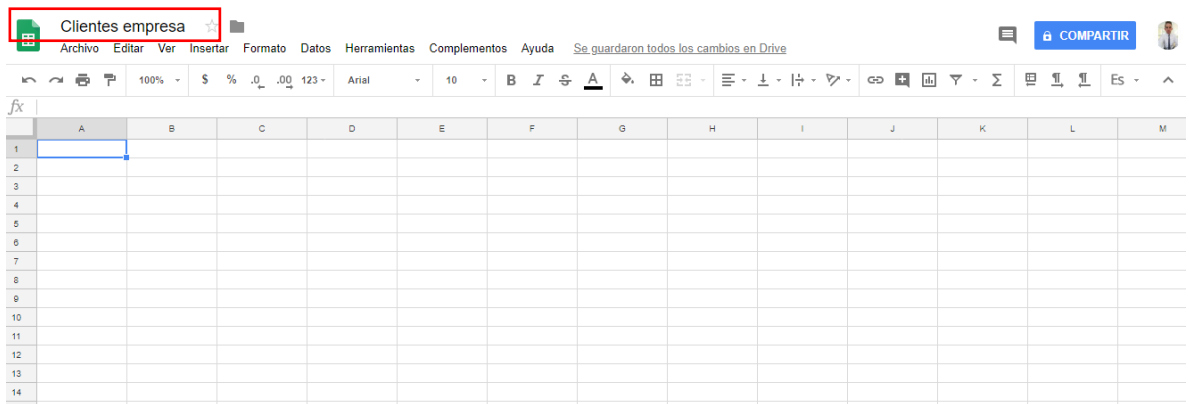 Clientes empresa
Archivo Editar Ver Insertar Formato Datos Herramientas Complementos Ayuda Se guardaron todos los cambios en Drive
COMPARTIR
100% $ % .0 .00 123 Arial 10 B I S A Σ Es
fx
A B C D E F G H I J K L M
1
2
3
4
5
6
7
8
9
10
11
12
13
14